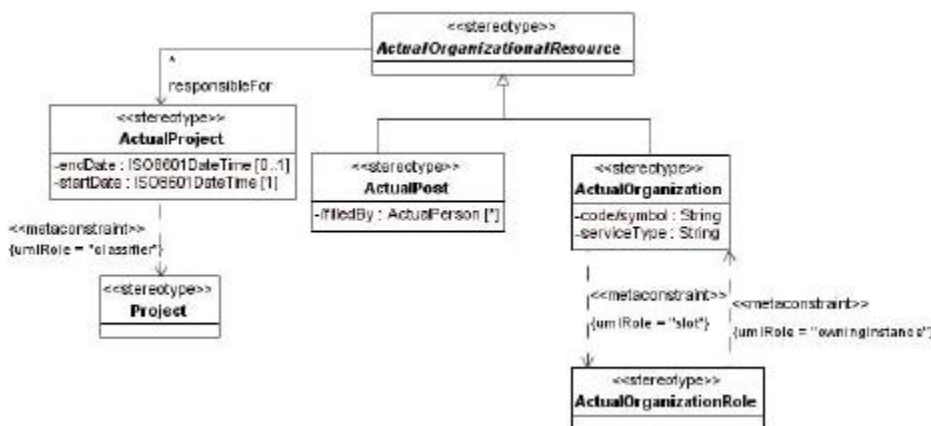 <<stereotype>>
ActualOrganizationalResource
*
responsibleFor
<<stereotype>>
ActualProject
-endDate : ISO8601DateTime [0..1]
-startDate : ISO8601DateTime [1]
<<stereotype>>
ActualPost
-/filledBy : ActualPerson [*]
<<stereotype>>
ActualOrganization
-code/symbol : String
-serviceType : String
<<metaconstraint>>
{umlRole = "classifier"}
<<stereotype>>
Project
<<metaconstraint>>
{umlRole = "slot"}
<<metaconstraint>>
{umlRole = "owningInstance"}
<<stereotype>>
ActualOrganizationRole